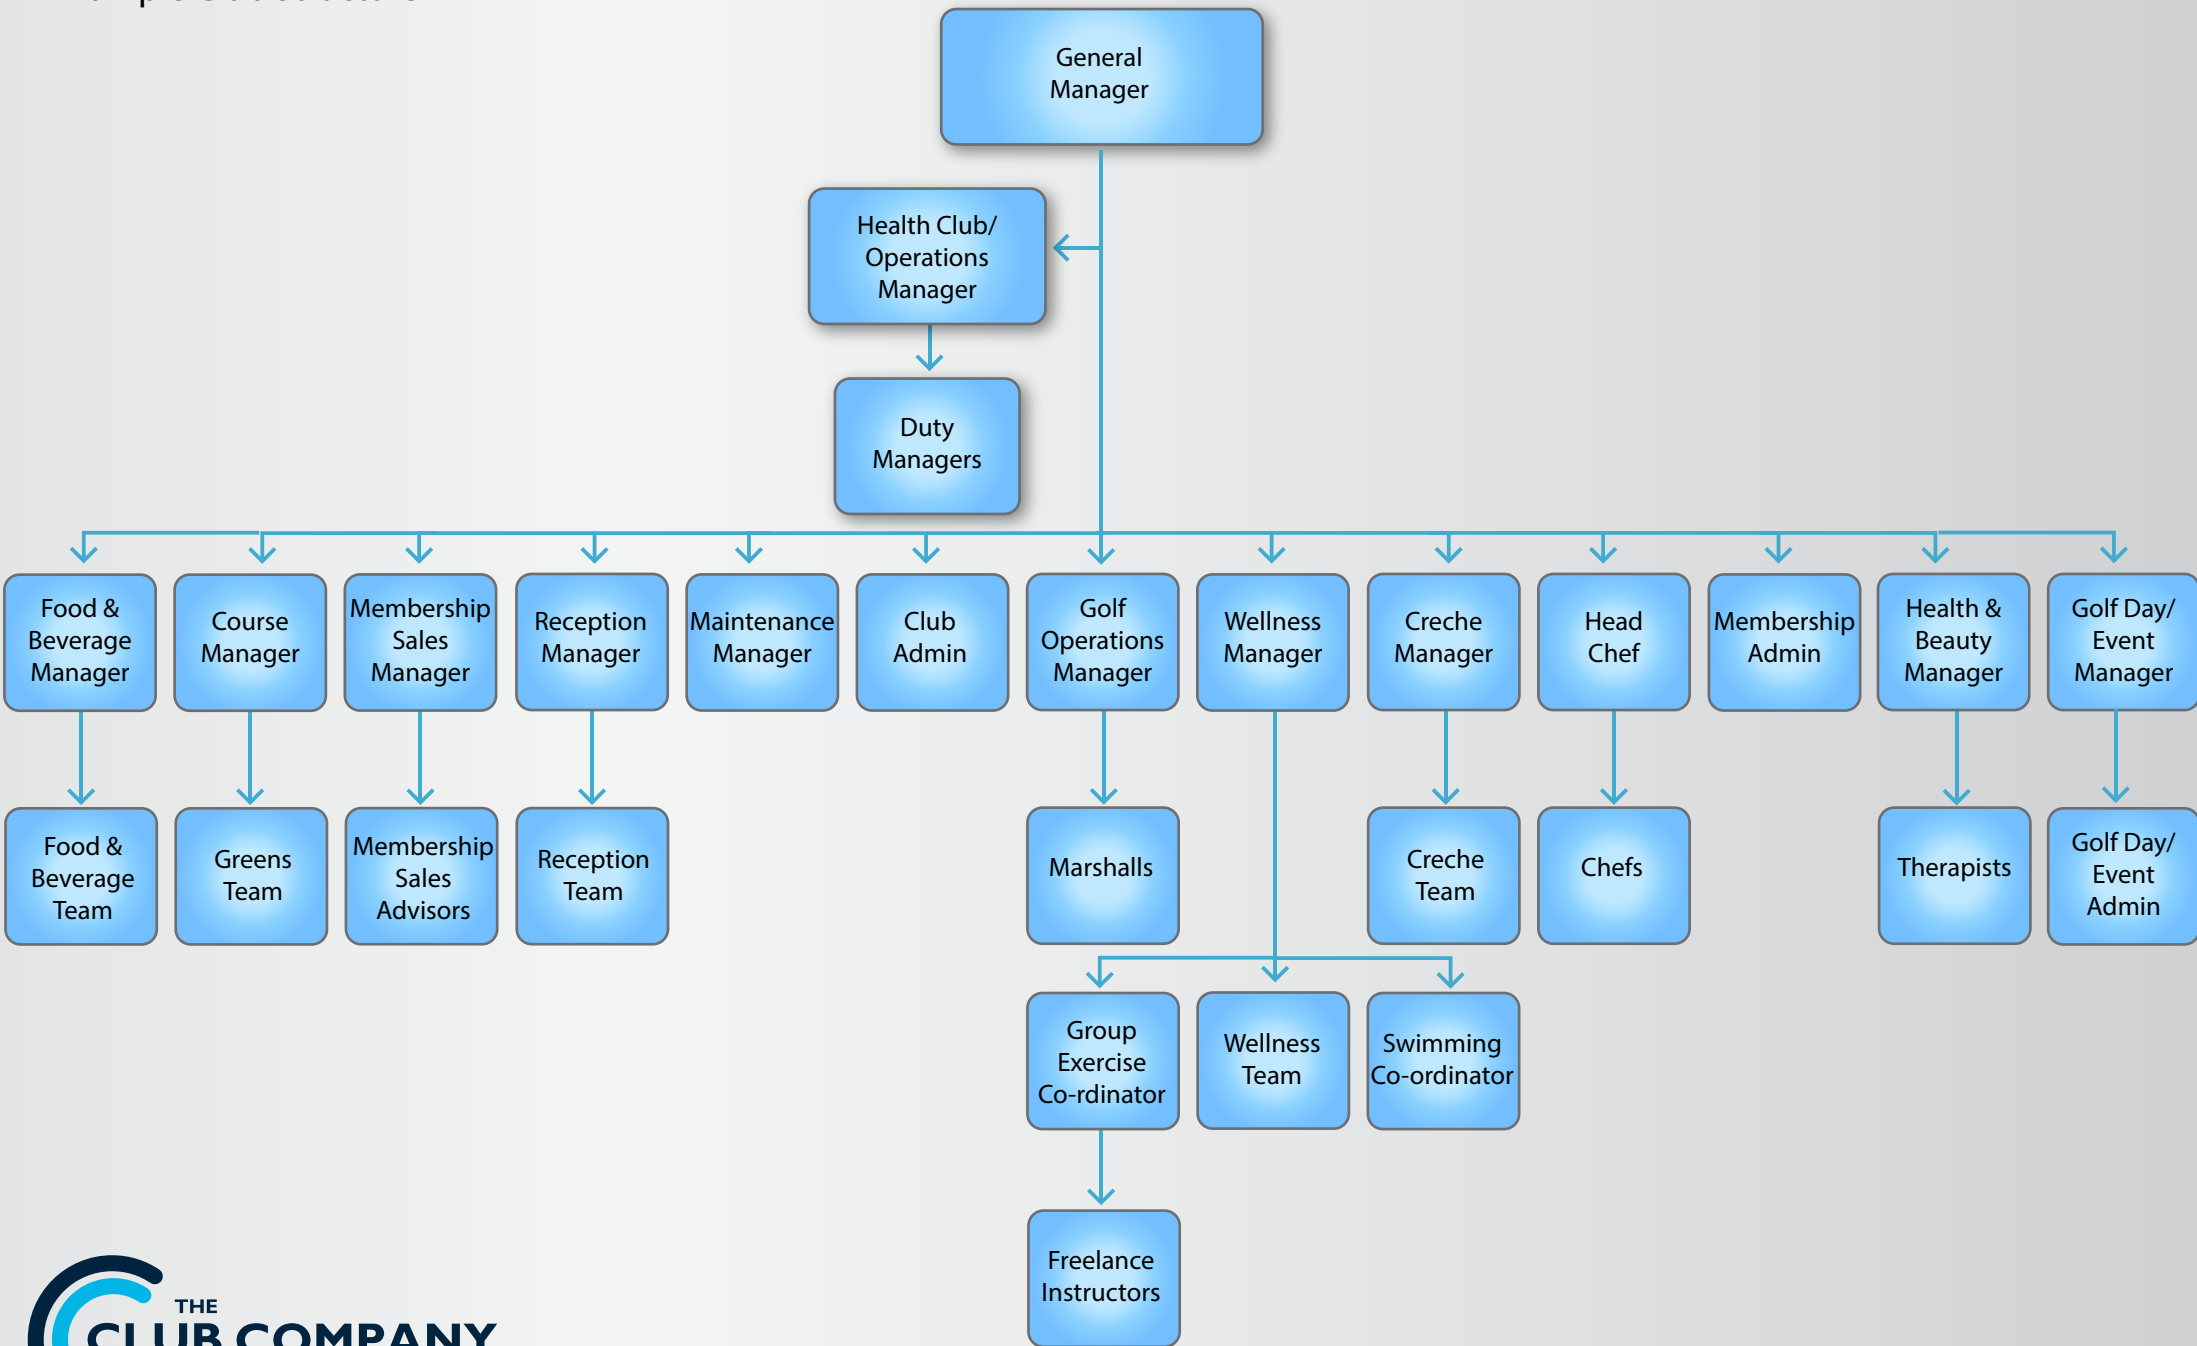 General
Manager
Health Club/
Operations
Manager
Duty
Managers
Food &
Beverage
Manager
Course
Manager
Membership
Sales
Manager
Reception
Manager
Maintenance
Manager
Club
Admin
Golf
Operations
Manager
Wellness
Manager
Creche
Manager
Head
Chef
Membership
Admin
Health &
Beauty
Manager
Golf Day/
Event
Manager
Food &
Beverage
Team
Greens
Team
Membership
Sales
Advisors
Reception
Team
Marshalls
Creche
Team
Chefs
Therapists
Golf Day/
Event
Admin
Group
Exercise
Co-rdinator
Wellness
Team
Swimming
Co-ordinator
Freelance
Instructors
THE
CLUB COMPANY